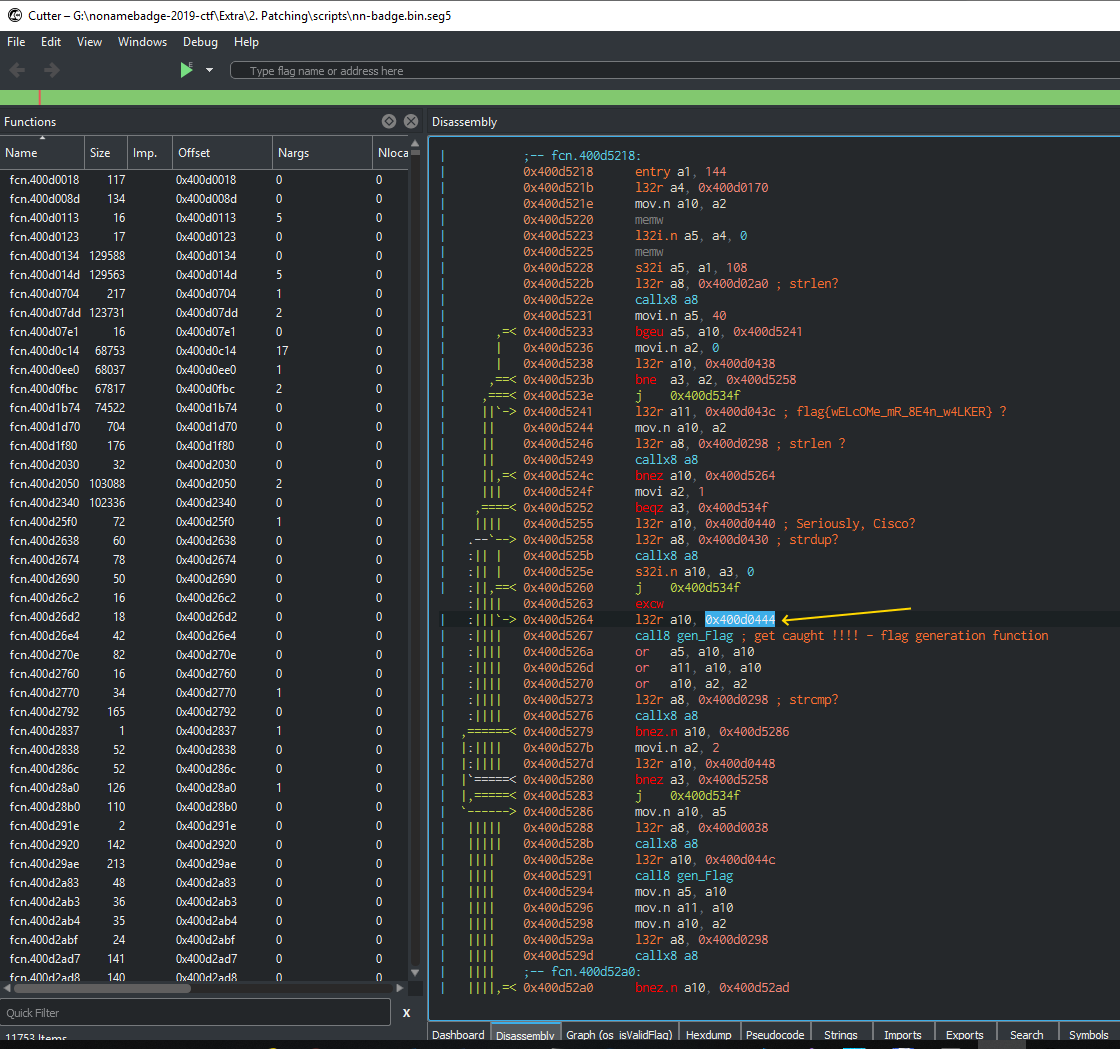 Cutter – G:\nonamebadge-2019-ctf\Extra\2. Patching\scripts\nn-badge.bin.seg5
File Edit View Windows Debug Help
Type flag name or address here
Functions
Name Size Imp. Offset Nargs Nloca
fcn.400d0018 117 0x400d0018 0 0
fcn.400d008d 134 0x400d008d 0 0
fcn.400d0113 16 0x400d0113 5 0
fcn.400d0123 17 0x400d0123 0 0
fcn.400d0134 129588 0x400d0134 0 0
fcn.400d014d 129563 0x400d014d 5 0
fcn.400d0704 217 0x400d0704 1 0
fcn.400d07dd 123731 0x400d07dd 2 0
fcn.400d07e1 16 0x400d07e1 0 0
fcn.400d0c14 68753 0x400d0c14 17 0
fcn.400d0ee0 68037 0x400d0ee0 1 0
fcn.400d0fbc 67817 0x400d0fbc 2 0
fcn.400d1b74 74522 0x400d1b74 0 0
fcn.400d1d70 704 0x400d1d70 0 0
fcn.400d1f80 176 0x400d1f80 0 0
fcn.400d2030 32 0x400d2030 0 0
fcn.400d2050 103088 0x400d2050 2 0
fcn.400d2340 102336 0x400d2340 0 0
fcn.400d25f0 72 0x400d25f0 1 0
fcn.400d2638 60 0x400d2638 0 0
fcn.400d2674 78 0x400d2674 0 0
fcn.400d2690 50 0x400d2690 0 0
fcn.400d26c2 16 0x400d26c2 0 0
fcn.400d26d2 18 0x400d26d2 0 0
fcn.400d26e4 42 0x400d26e4 0 0
fcn.400d270e 82 0x400d270e 0 0
fcn.400d2760 16 0x400d2760 0 0
fcn.400d2770 34 0x400d2770 1 0
fcn.400d2792 165 0x400d2792 0 0
fcn.400d2837 1 0x400d2837 1 0
fcn.400d2838 52 0x400d2838 0 0
fcn.400d286c 52 0x400d286c 0 0
fcn.400d28a0 126 0x400d28a0 1 0
fcn.400d28b0 110 0x400d28b0 0 0
fcn.400d291e 2 0x400d291e 0 0
fcn.400d2920 142 0x400d2920 0 0
fcn.400d29ae 213 0x400d29ae 0 0
fcn.400d2a83 48 0x400d2a83 0 0
fcn.400d2ab3 36 0x400d2ab3 0 0
fcn.400d2ab4 35 0x400d2ab4 0 0
fcn.400d2abf 24 0x400d2abf 0 0
fcn.400d2ad7 141 0x400d2ad7 0 0
fcn.400d2ad8 140 0x400d2ad8 0 0
Quick Filter X
11753 Items
Disassembly
;-- fcn.400d5218:
0x400d5218 entry a1, 144
0x400d521b l32r a4, 0x400d0170
0x400d521e mov.n a10, a2
0x400d5220 memw
0x400d5223 l32i.n a5, a4, 0
0x400d5225 memw
0x400d5228 s32i a5, a1, 108
0x400d522b l32r a8, 0x400d02a0 ; strlen?
0x400d522e callx8 a8
0x400d5231 movi.n a5, 40
,=< 0x400d5233 bgeu a5, a10, 0x400d5241
| 0x400d5236 movi.n a2, 0
| 0x400d5238 l32r a10, 0x400d0438
,==< 0x400d523b bne a3, a2, 0x400d5258
,===< 0x400d523e j 0x400d534f
||`-> 0x400d5241 l32r a11, 0x400d043c ; flag{wELcOMe_mR_8E4n_w4LKER} ?
|| 0x400d5244 mov.n a10, a2
|| 0x400d5246 l32r a8, 0x400d0298 ; strlen ?
|| 0x400d5249 callx8 a8
||,=< 0x400d524c bnez a10, 0x400d5264
||| 0x400d524f movi a2, 1
,====< 0x400d5252 beqz a3, 0x400d534f
|||| 0x400d5255 l32r a10, 0x400d0440 ; Seriously, Cisco?
.--`--> 0x400d5258 l32r a8, 0x400d0430 ; strdup?
:|| | 0x400d525b callx8 a8
:|| | 0x400d525e s32i.n a10, a3, 0
:||,==< 0x400d5260 j 0x400d534f
:|||| 0x400d5263 excw
:|||`-> 0x400d5264 l32r a10, 0x400d0444
:|||| 0x400d5267 call8 gen_Flag ; get caught !!!! - flag generation function
:|||| 0x400d526a or a5, a10, a10
:|||| 0x400d526d or a11, a10, a10
:|||| 0x400d5270 or a10, a2, a2
:|||| 0x400d5273 l32r a8, 0x400d0298 ; strcmp?
:|||| 0x400d5276 callx8 a8
,======< 0x400d5279 bnez.n a10, 0x400d5286
|:|||| 0x400d527b movi.n a2, 2
|:|||| 0x400d527d l32r a10, 0x400d0448
|`=====< 0x400d5280 bnez a3, 0x400d5258
|,=====< 0x400d5283 j 0x400d534f
`------> 0x400d5286 mov.n a10, a5
||||| 0x400d5288 l32r a8, 0x400d0038
||||| 0x400d528b callx8 a8
|||| 0x400d528e l32r a10, 0x400d044c
|||| 0x400d5291 call8 gen_Flag
|||| 0x400d5294 mov.n a5, a10
|||| 0x400d5296 mov.n a11, a10
|||| 0x400d5298 mov.n a10, a2
|||| 0x400d529a l32r a8, 0x400d0298
|||| 0x400d529d callx8 a8
|||| ;-- fcn.400d52a0:
||||,=< 0x400d52a0 bnez.n a10, 0x400d52ad
Dashboard Disassembly Graph (os_isValidFlag) Hexdump Pseudocode Strings Imports Exports Search Symbols